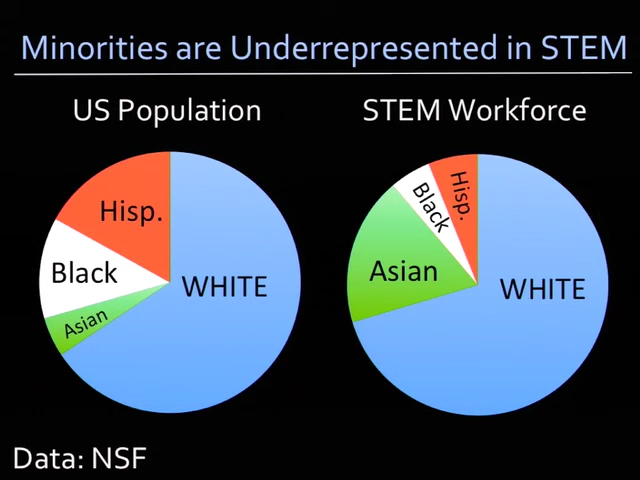 Minorities are Underrepresented in STEM
US Population
STEM Workforce
Hisp.
Black
Asian
WHITE
Hisp.
Black
Asian
WHITE
Data: NSF